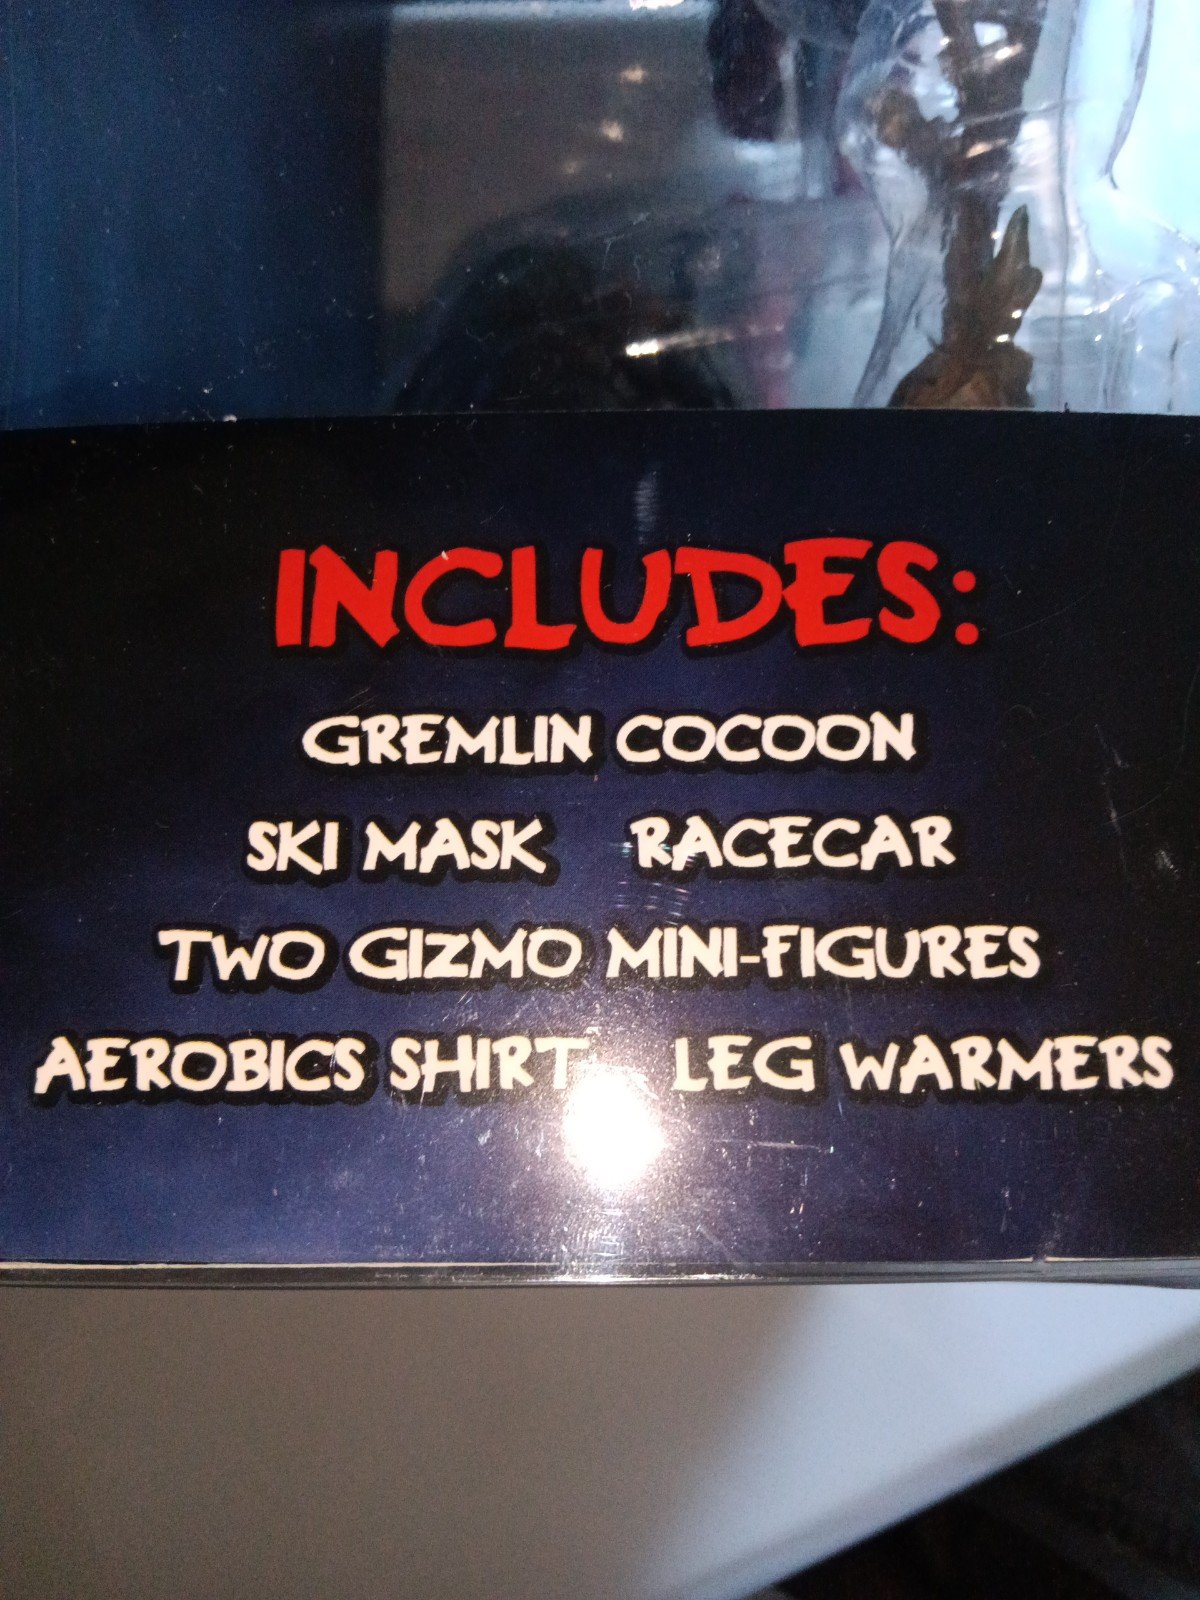 INCLUDES:
GREMLIN COCOON
SKI MASK RACECAR
TWO GIZMO MINI-FIGURES
AEROBICS SHIRT LEG WARMERS